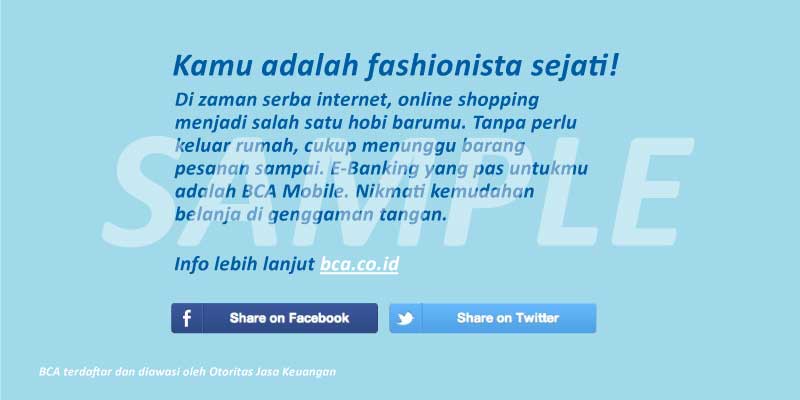 Kamu adalah fashionista sejati!
Di zaman serba internet, online shopping
menjadi salah satu hobi barumu. Tanpa perlu
keluar rumah, cukup menunggu barang
pesanan sampai. E-Banking yang pas untukmu
adalah BCA Mobile. Nikmati kemudahan
belanja di genggaman tangan.
SAMPLE
Info lebih lanjut bca.co.id
Share on Facebook
Share on Twitter
BCA terdaftar dan diawasi oleh Otoritas Jasa Keuangan